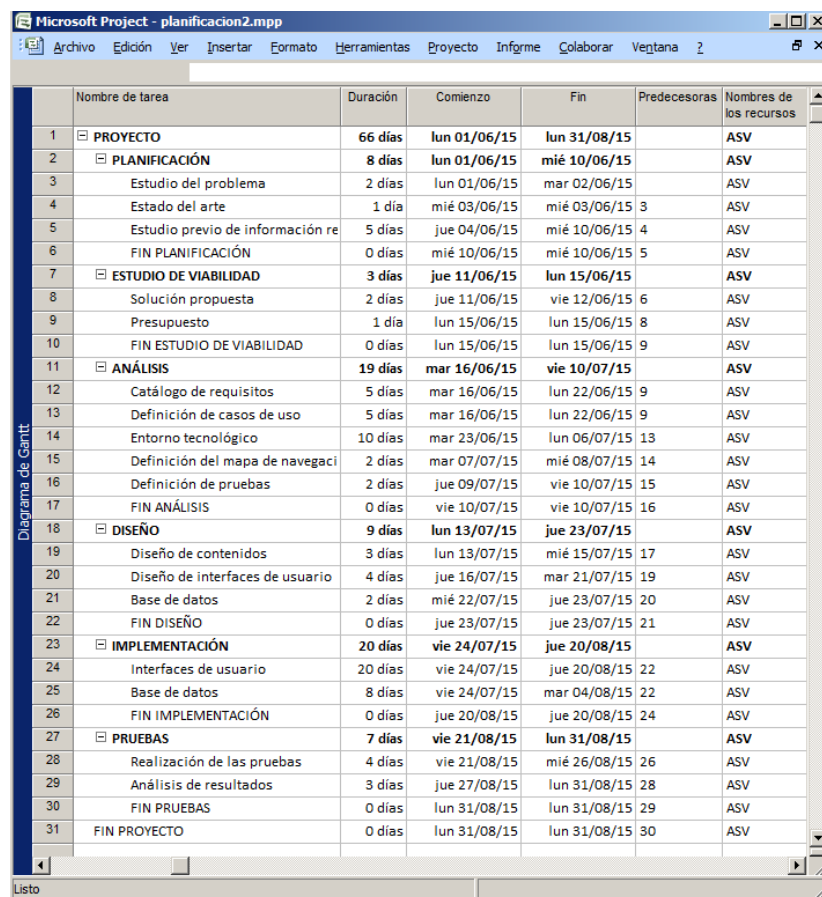 Microsoft Project - planificacion2.mpp
Archivo Edición Ver Insertar Formato Herramientas Proyecto Informe Colaborar Ventana ?
Nombre de tarea Duración Comienzo Fin Predecesoras Nombres de los recursos
1 PROYECTO 66 días lun 01/06/15 lun 31/08/15 ASV
2 PLANIFICACIÓN 8 días lun 01/06/15 mié 10/06/15 ASV
3 Estudio del problema 2 días lun 01/06/15 mar 02/06/15 ASV
4 Estado del arte 1 día mié 03/06/15 mié 03/06/15 3 ASV
5 Estudio previo de información re 5 días jue 04/06/15 mié 10/06/15 4 ASV
6 FIN PLANIFICACIÓN 0 días mié 10/06/15 mié 10/06/15 5 ASV
7 ESTUDIO DE VIABILIDAD 3 días jue 11/06/15 lun 15/06/15 ASV
8 Solución propuesta 2 días jue 11/06/15 vie 12/06/15 6 ASV
9 Presupuesto 1 día lun 15/06/15 lun 15/06/15 8 ASV
10 FIN ESTUDIO DE VIABILIDAD 0 días lun 15/06/15 lun 15/06/15 9 ASV
11 ANÁLISIS 19 días mar 16/06/15 vie 10/07/15 ASV
12 Catálogo de requisitos 5 días mar 16/06/15 lun 22/06/15 9 ASV
13 Definición de casos de uso 5 días mar 16/06/15 lun 22/06/15 9 ASV
14 Entorno tecnológico 10 días mar 23/06/15 lun 06/07/15 13 ASV
15 Definición del mapa de navegaci 2 días mar 07/07/15 mié 08/07/15 14 ASV
16 Definición de pruebas 2 días jue 09/07/15 vie 10/07/15 15 ASV
17 FIN ANÁLISIS 0 días vie 10/07/15 vie 10/07/15 16 ASV
18 DISEÑO 9 días lun 13/07/15 jue 23/07/15 ASV
19 Diseño de contenidos 3 días lun 13/07/15 mié 15/07/15 17 ASV
20 Diseño de interfaces de usuario 4 días jue 16/07/15 mar 21/07/15 19 ASV
21 Base de datos 2 días mié 22/07/15 jue 23/07/15 20 ASV
22 FIN DISEÑO 0 días jue 23/07/15 jue 23/07/15 21 ASV
23 IMPLEMENTACIÓN 20 días vie 24/07/15 jue 20/08/15 ASV
24 Interfaces de usuario 20 días vie 24/07/15 jue 20/08/15 22 ASV
25 Base de datos 8 días vie 24/07/15 mar 04/08/15 22 ASV
26 FIN IMPLEMENTACIÓN 0 días jue 20/08/15 jue 20/08/15 24 ASV
27 PRUEBAS 7 días vie 21/08/15 lun 31/08/15 ASV
28 Realización de las pruebas 4 días vie 21/08/15 mié 26/08/15 26 ASV
29 Análisis de resultados 3 días jue 27/08/15 lun 31/08/15 28 ASV
30 FIN PRUEBAS 0 días lun 31/08/15 lun 31/08/15 29 ASV
31 FIN PROYECTO 0 días lun 31/08/15 lun 31/08/15 30 ASV
Diagrama de Gantt
Listo